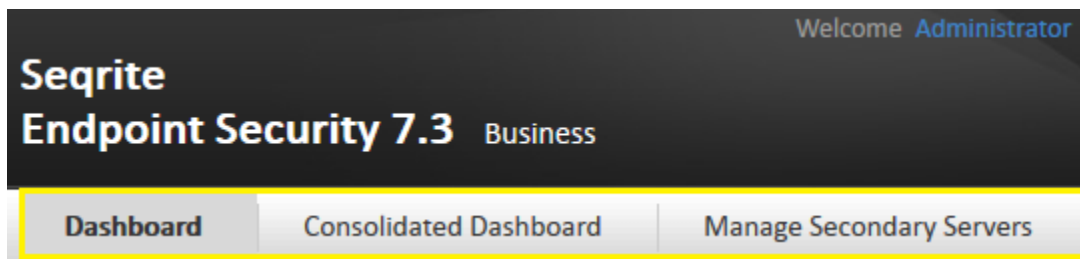 Welcome Administrator
Seqrite
Endpoint Security 7.3 Business
Dashboard Consolidated Dashboard Manage Secondary Servers